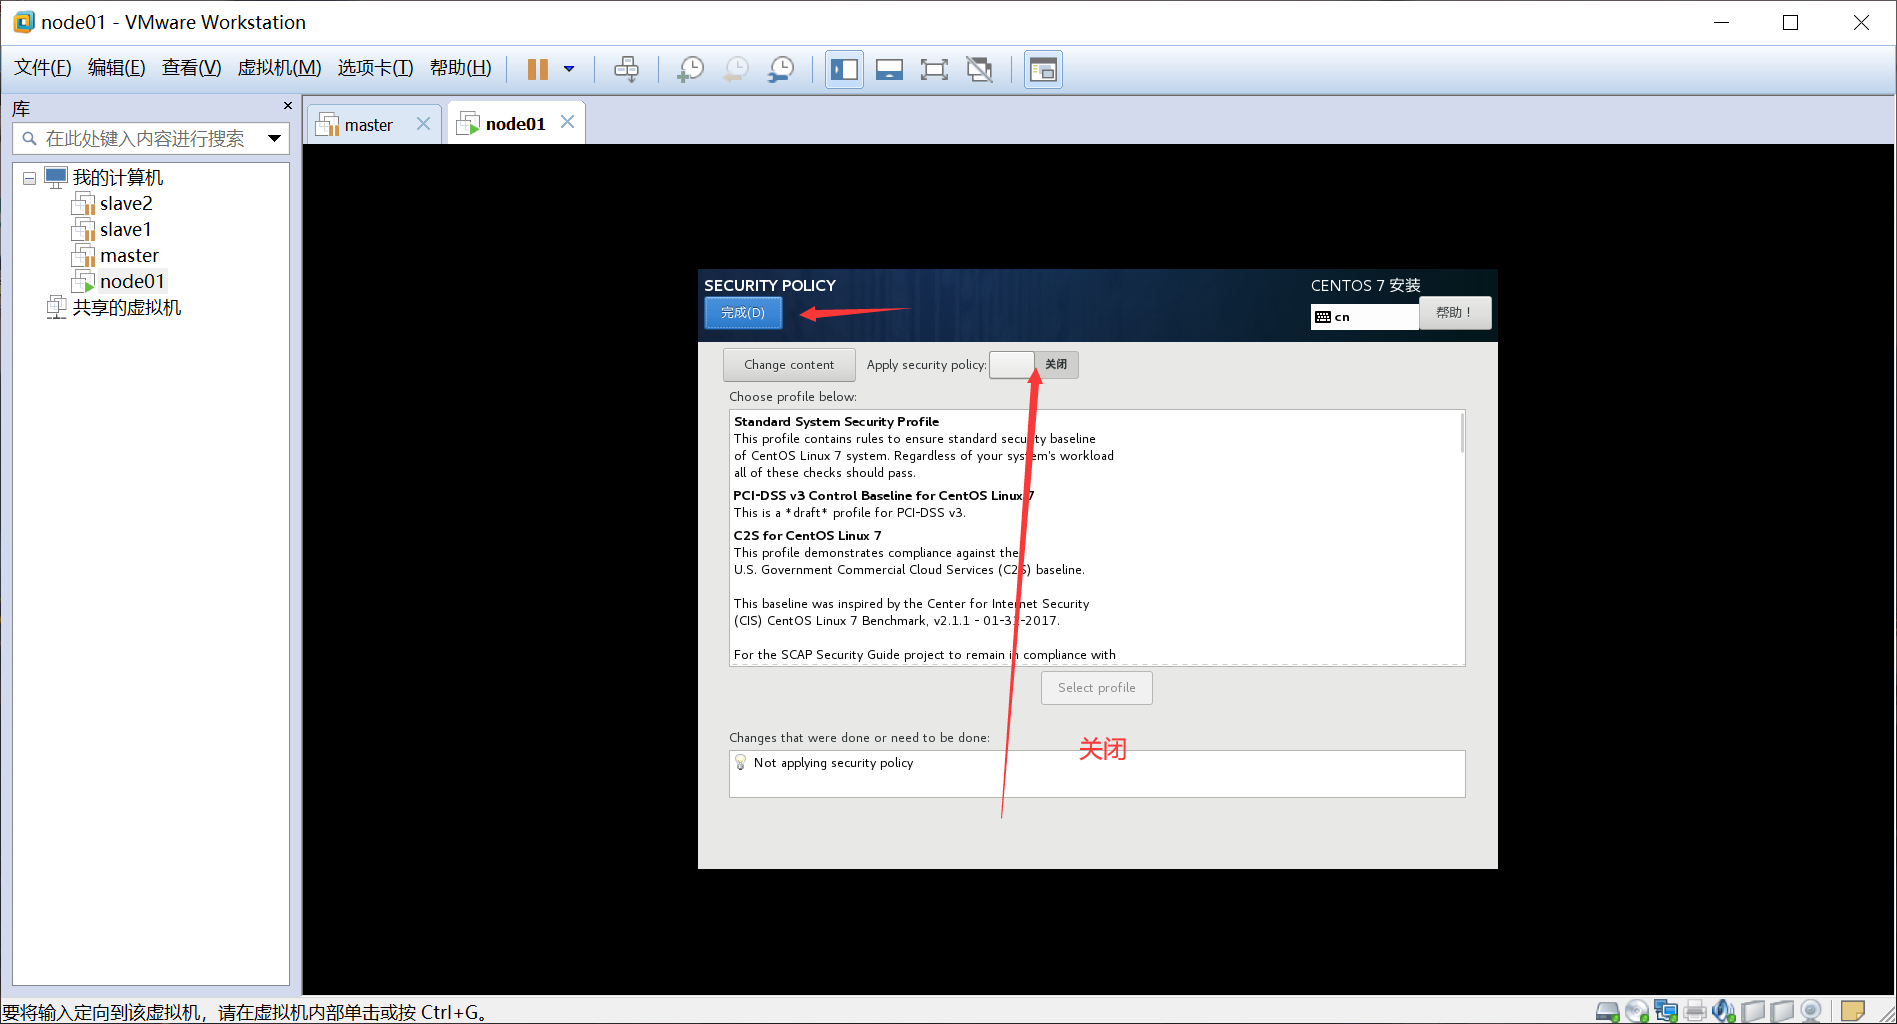 node01 - VMware Workstation
文件(F) 编辑(E) 查看(V) 虚拟机(M) 选项卡(T) 帮助(H)
库
在此处键入内容进行搜索
我的计算机
slave2
slave1
master
node01
共享的虚拟机
master
node01
SECURITY POLICY
CENTOS 7 安装
完成(D)
cn
帮助！
Change content
Apply security policy:
关闭
Choose profile below:
Standard System Security Profile
This profile contains rules to ensure standard security baseline
of CentOS Linux 7 system. Regardless of your system's workload
all of these checks should pass.
PCI-DSS v3 Control Baseline for CentOS Linux 7
This is a *draft* profile for PCI-DSS v3.
C2S for CentOS Linux 7
This profile demonstrates compliance against the
U.S. Government Commercial Cloud Services (C2S) baseline.
This baseline was inspired by the Center for Internet Security
(CIS) CentOS Linux 7 Benchmark, v2.1.1 - 01-31-2017.
For the SCAP Security Guide project to remain in compliance with
Select profile
Changes that were done or need to be done:
关闭
Not applying security policy
要将输入定向到该虚拟机，请在虚拟机内部单击或按 Ctrl+G。